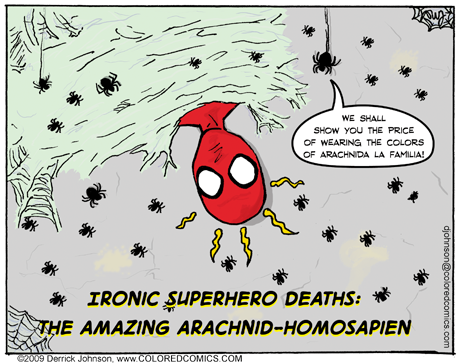 WE SHALL
SHOW YOU THE PRICE
OF WEARING THE COLORS
OF ARACHNIDA LA FAMILIA!
IRONIC SUPERHERO DEATHS:
THE AMAZING ARACHNID-HOMOSAPIEN
©2009 Derrick Johnson, www.COLOREDCOMICS.COM
djohnson@coloredcomics.com